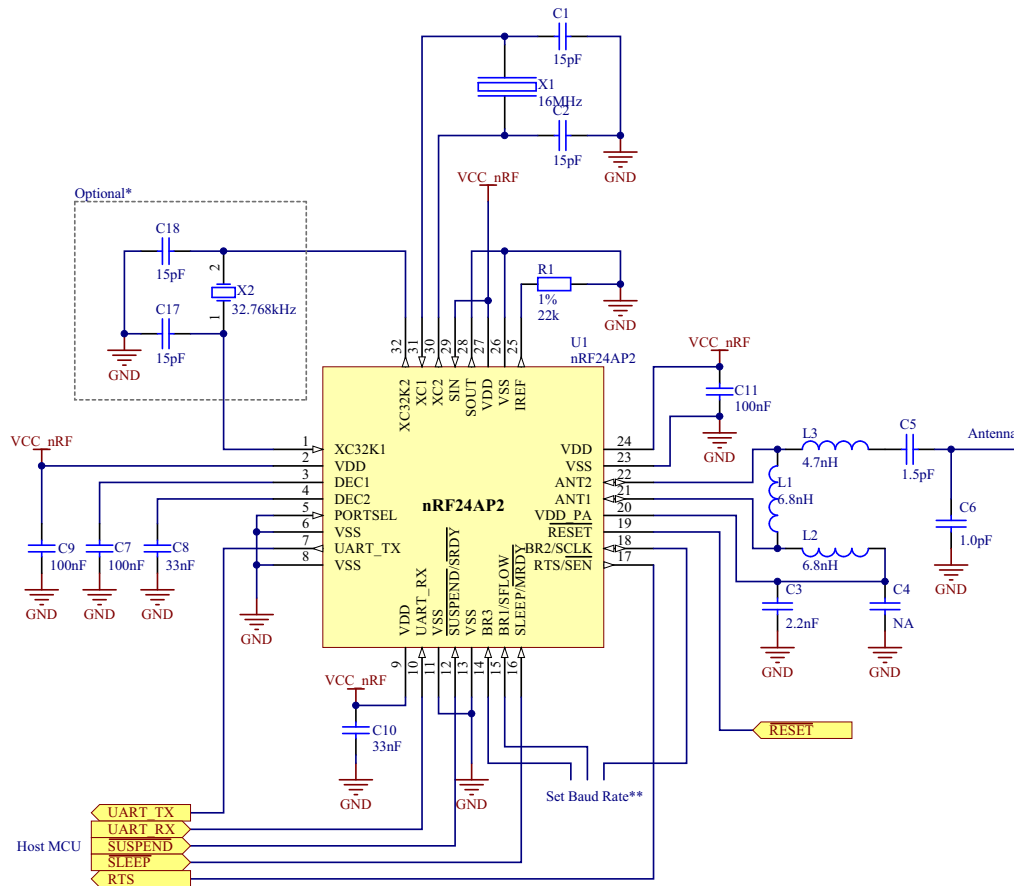 C1
15pF
X1
16MHz
C2
15pF
GND
VCC_nRF
Optional*
C18
15pF
2
X2
32.768kHz
C17
1
15pF
GND
R1
1%
22k
GND
U1
nRF24AP2
32
31
30
29
28
27
26
25
XC32K2
XC1
XC2
SIN
SOUT
VDD
VSS
IREF
VCC_nRF
C11
100nF
GND
VCC_nRF
1
XC32K1
2
VDD
3
DEC1
4
DEC2
5
PORTSEL
6
VSS
7
UART_TX
8
VSS
nRF24AP2
VDD
24
VSS
23
ANT2
22
ANT1
21
VDD_PA
20
RESET
19
BR2/SCLK
18
RTS/SEN
17
L3
4.7nH
C5
1.5pF
Antenna
L1
6.8nH
L2
6.8nH
C6
1.0pF
GND
C9
100nF
GND
C7
100nF
GND
C8
33nF
GND
GND
C3
2.2nF
GND
C4
NA
GND
VDD
UART_RX
VSS
SUSPEND/SRDY
VSS
BR3
BR1/SFLOW
SLEEP/MRDY
9
10
11
12
13
14
15
16
VCC_nRF
C10
33nF
GND
GND
RESET
Set Baud Rate**
Host MCU
UART_TX
UART_RX
SUSPEND
SLEEP
RTS